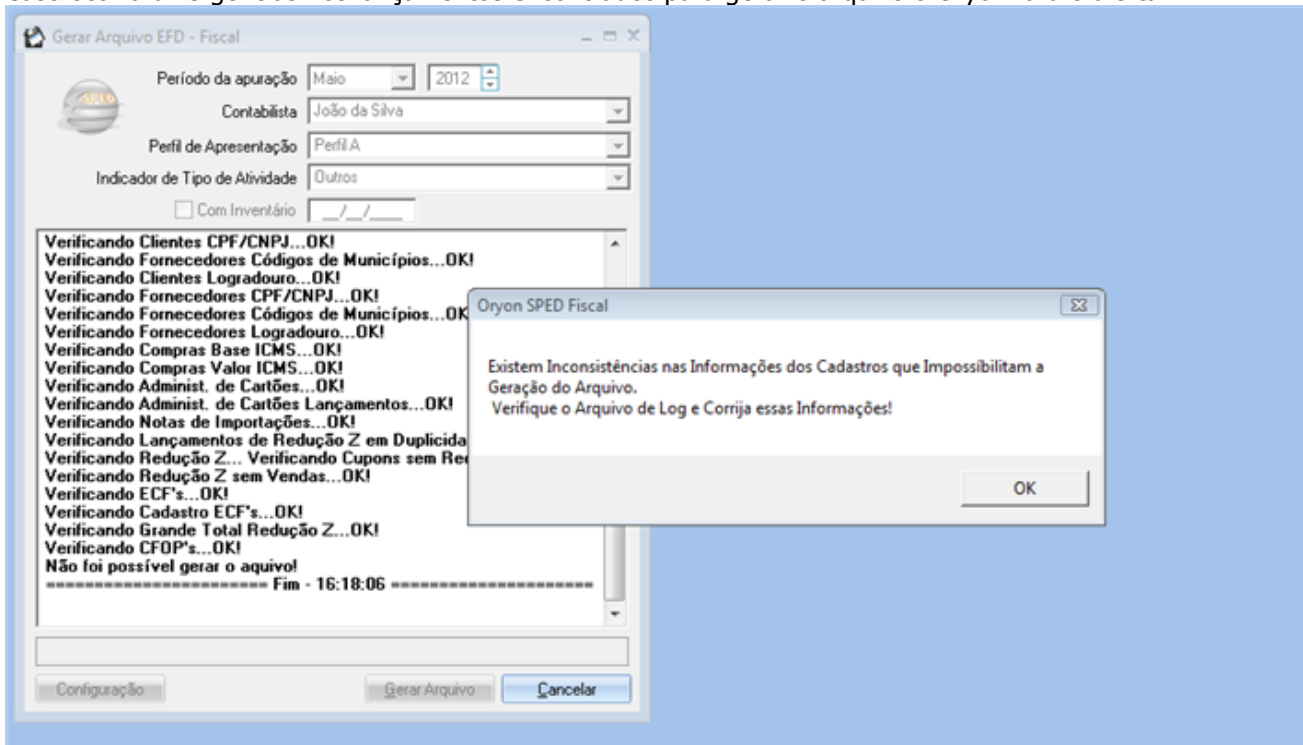 Gerar Arquivo EFD - Fiscal
Período da apuração Maio 2012
Contabilista João da Silva
Perfil de Apresentação Perfil A
Indicador de Tipo de Atividade Outros
Com Inventário __/__/____
Verificando Clientes CPF/CNPJ...OK!
Verificando Fornecedores Códigos de Municípios...OK!
Verificando Clientes Logradouro...OK!
Verificando Fornecedores CPF/CNPJ...OK!
Verificando Fornecedores Códigos de Municípios...OK
Verificando Fornecedores Logradouro...OK!
Verificando Compras Base ICMS...OK!
Verificando Compras Valor ICMS...OK!
Verificando Administ. de Cartões...OK!
Verificando Administ. de Cartões Lançamentos...OK!
Verificando Notas de Importações...OK!
Verificando Lançamentos de Redução Z em Duplicida
Verificando Redução Z... Verificando Cupons sem Re
Verificando Redução Z sem Vendas...OK!
Verificando ECF's...OK!
Verificando Cadastro ECF's...OK!
Verificando Grande Total Redução Z...OK!
Verificando CFOP's...OK!
Não foi possível gerar o aquivo!
======================= Fim - 16:18:06 =====================
Configuração Gerar Arquivo Cancelar
Oryon SPED Fiscal
Existem Inconsistências nas Informações dos Cadastros que Impossíbilitam a
Geração do Arquivo.
Verifique o Arquivo de Log e Corrija essas Informações!
OK